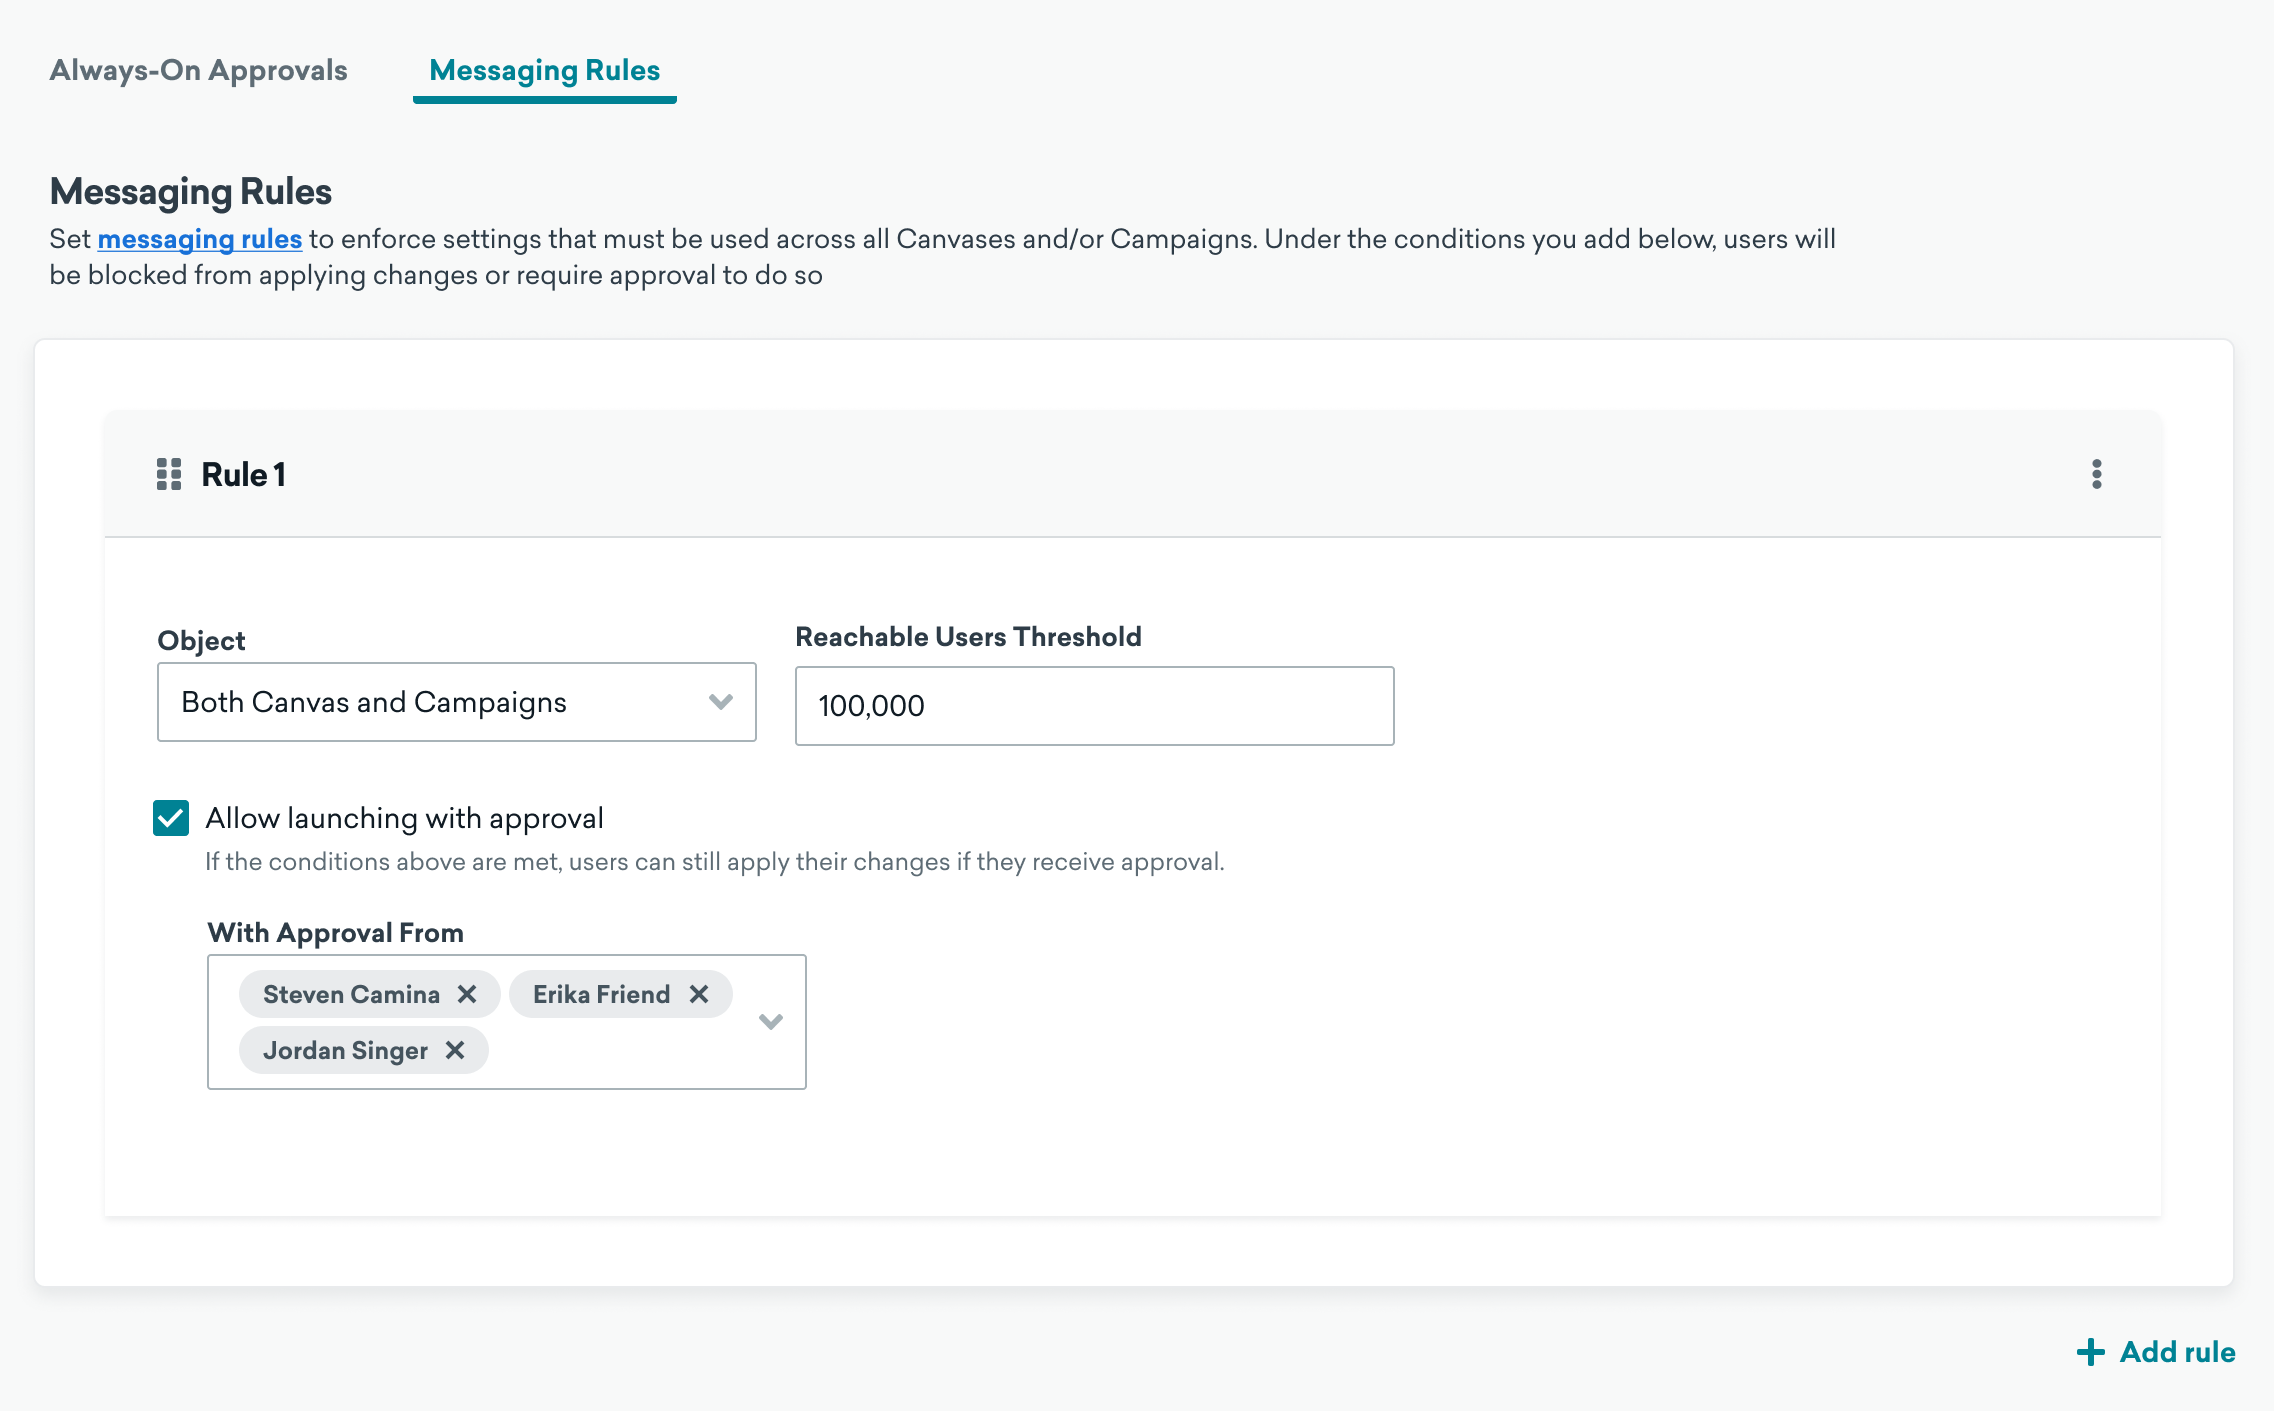 Always-On Approvals
Messaging Rules
Messaging Rules
Set messaging rules to enforce settings that must be used across all Canvases and/or Campaigns. Under the conditions you add below, users will
be blocked from applying changes or require approval to do so
Rule 1
Object
Reachable Users Threshold
Both Canvas and Campaigns
100,000
Allow launching with approval
If the conditions above are met, users can still apply their changes if they receive approval.
With Approval From
Steven Camina
Erika Friend
Jordan Singer
Add rule